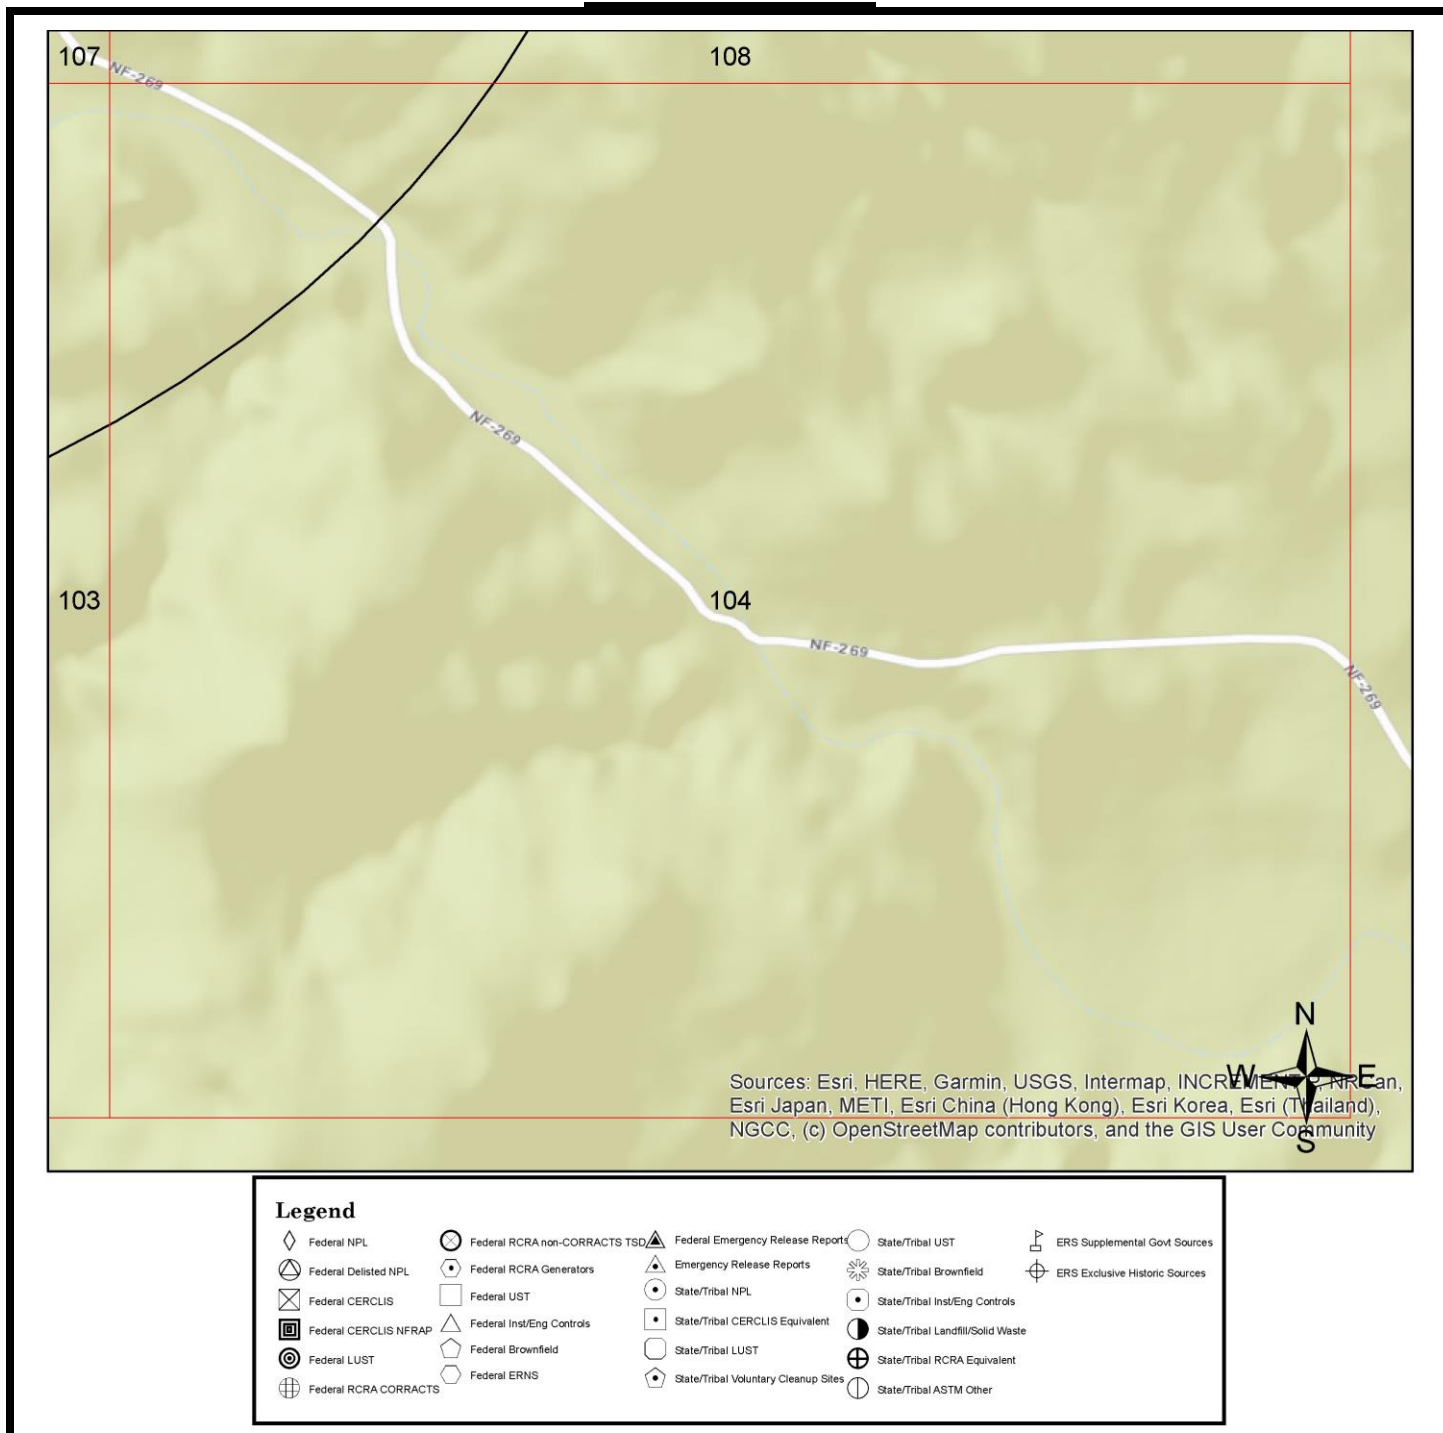 107
108
NF-269
NF-269
103
104
NF-269
NF-269
N
W
E
S
Sources: Esri, HERE, Garmin, USGS, Intermap, INCREMENT P, NRCan,
Esri Japan, METI, Esri China (Hong Kong), Esri Korea, Esri (Thailand),
NGCC, (c) OpenStreetMap contributors, and the GIS User Community
Legend
Federal NPL
Federal Delisted NPL
Federal CERCLIS
Federal CERCLIS NFRAP
Federal LUST
Federal RCRA CORRACTS
Federal RCRA non-CORRACTS TSD
Federal RCRA Generators
Federal UST
Federal Inst/Eng Controls
Federal Brownfield
Federal ERNS
Federal Emergency Release Reports
Emergency Release Reports
State/Tribal NPL
State/Tribal CERCLIS Equivalent
State/Tribal LUST
State/Tribal Voluntary Cleanup Sites
State/Tribal UST
State/Tribal Brownfield
State/Tribal Inst/Eng Controls
State/Tribal Landfill/Solid Waste
State/Tribal RCRA Equivalent
State/Tribal ASTM Other
ERS Supplemental Govt Sources
ERS Exclusive Historic Sources